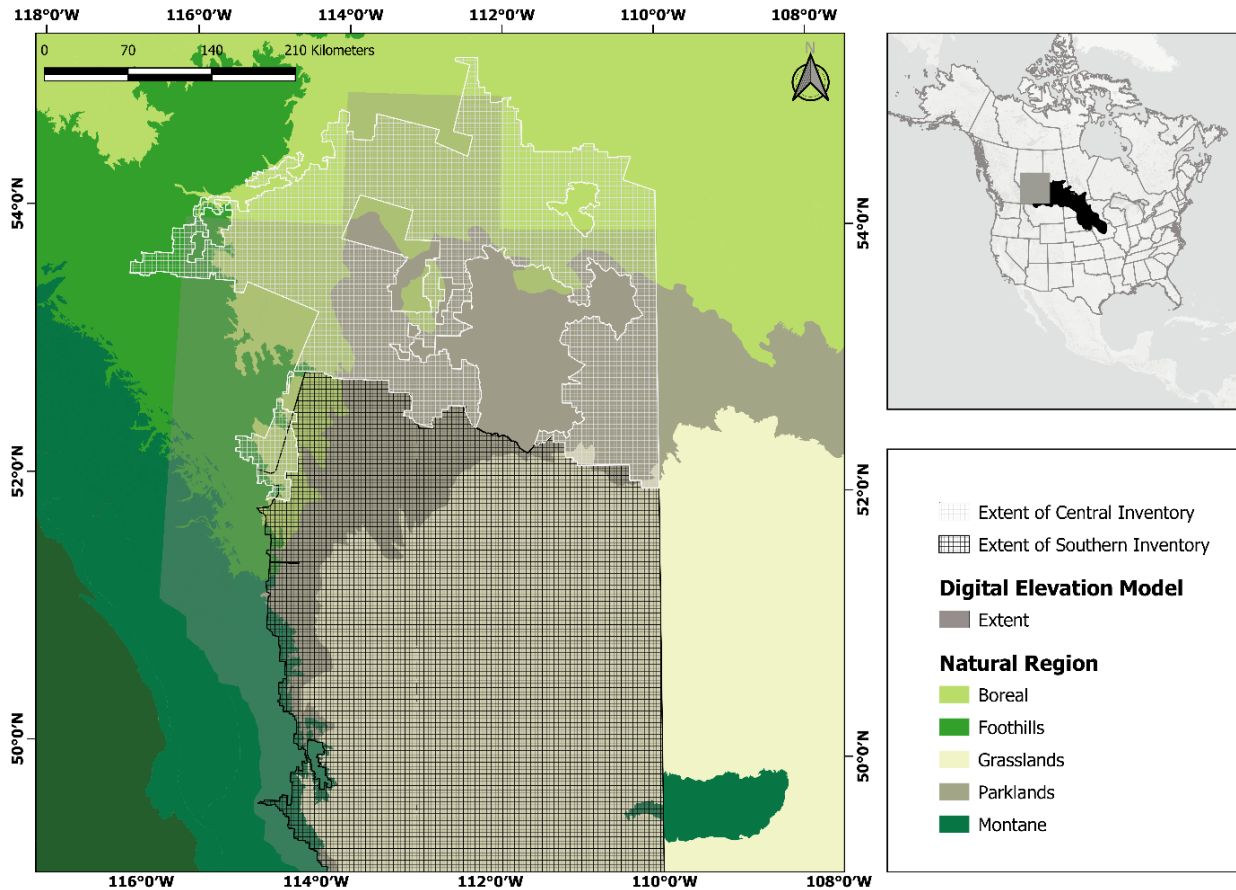 118°0'W 116°0'W 114°0'W 112°0'W 110°0'W 108°0'W
0 70 140 210 Kilometers
N
54°0'N
54°0'N
52°0'N
52°0'N
50°0'N
50°0'N
116°0'W 114°0'W 112°0'W 110°0'W 108°0'W
Extent of Central Inventory
Extent of Southern Inventory
Digital Elevation Model
Extent
Natural Region
Boreal
Foothills
Grasslands
Parklands
Montane